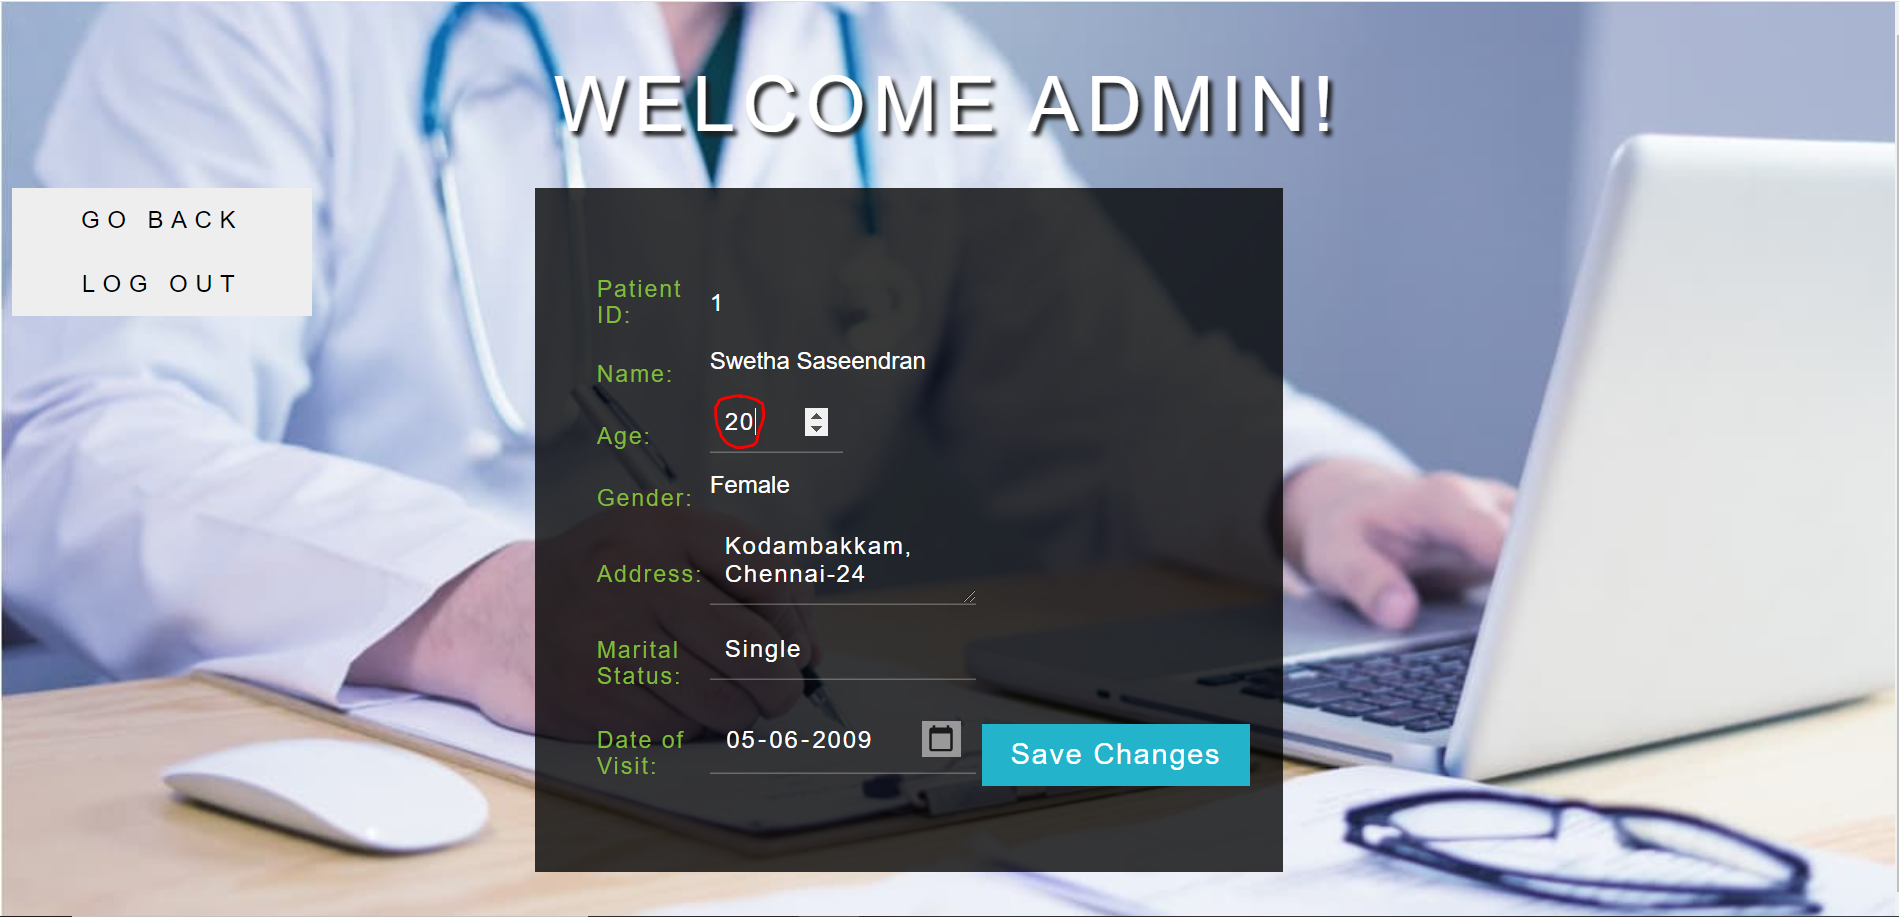 WELCOME ADMIN!
GO BACK
LOG OUT
Patient
ID:
1
Name:
Swetha Saseendran
Age:
20
Gender:
Female
Address:
Kodambakkam,
Chennai-24
Marital
Status:
Single
Date of
Visit:
05-06-2009
Save Changes